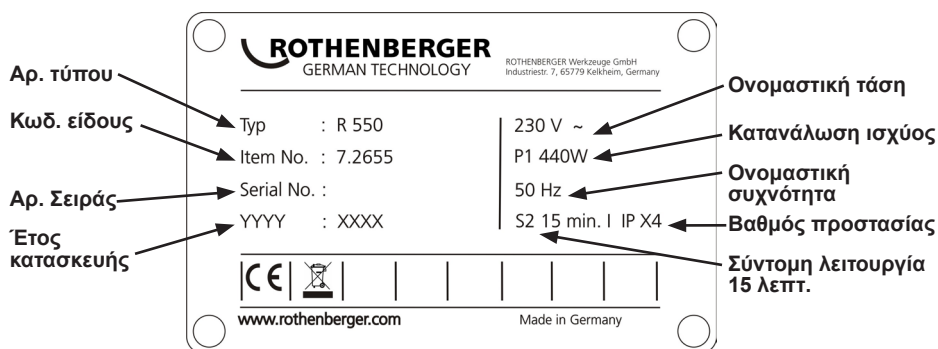 ROTHENBERGER
GERMAN TECHNOLOGY
ROTHENBERGER Werkzeuge GmbH
Industriestr. 7, 65779 Kelkheim, Germany
Αρ. τύπου
Κωδ. είδους
Αρ. Σειράς
Έτος
κατασκευής
Typ : R 550
Item No. : 7.2655
Serial No. :
YYYY : XXXX
230 V ~
P1 440W
50 Hz
S2 15 min. I IP X4
Ονομαστική τάση
Κατανάλωση ισχύος
Ονομαστική
συχνότητα
Βαθμός προστασίας
Σύντομη λειτουργία
15 λεπτ.
CE
www.rothenberger.com
Made in Germany